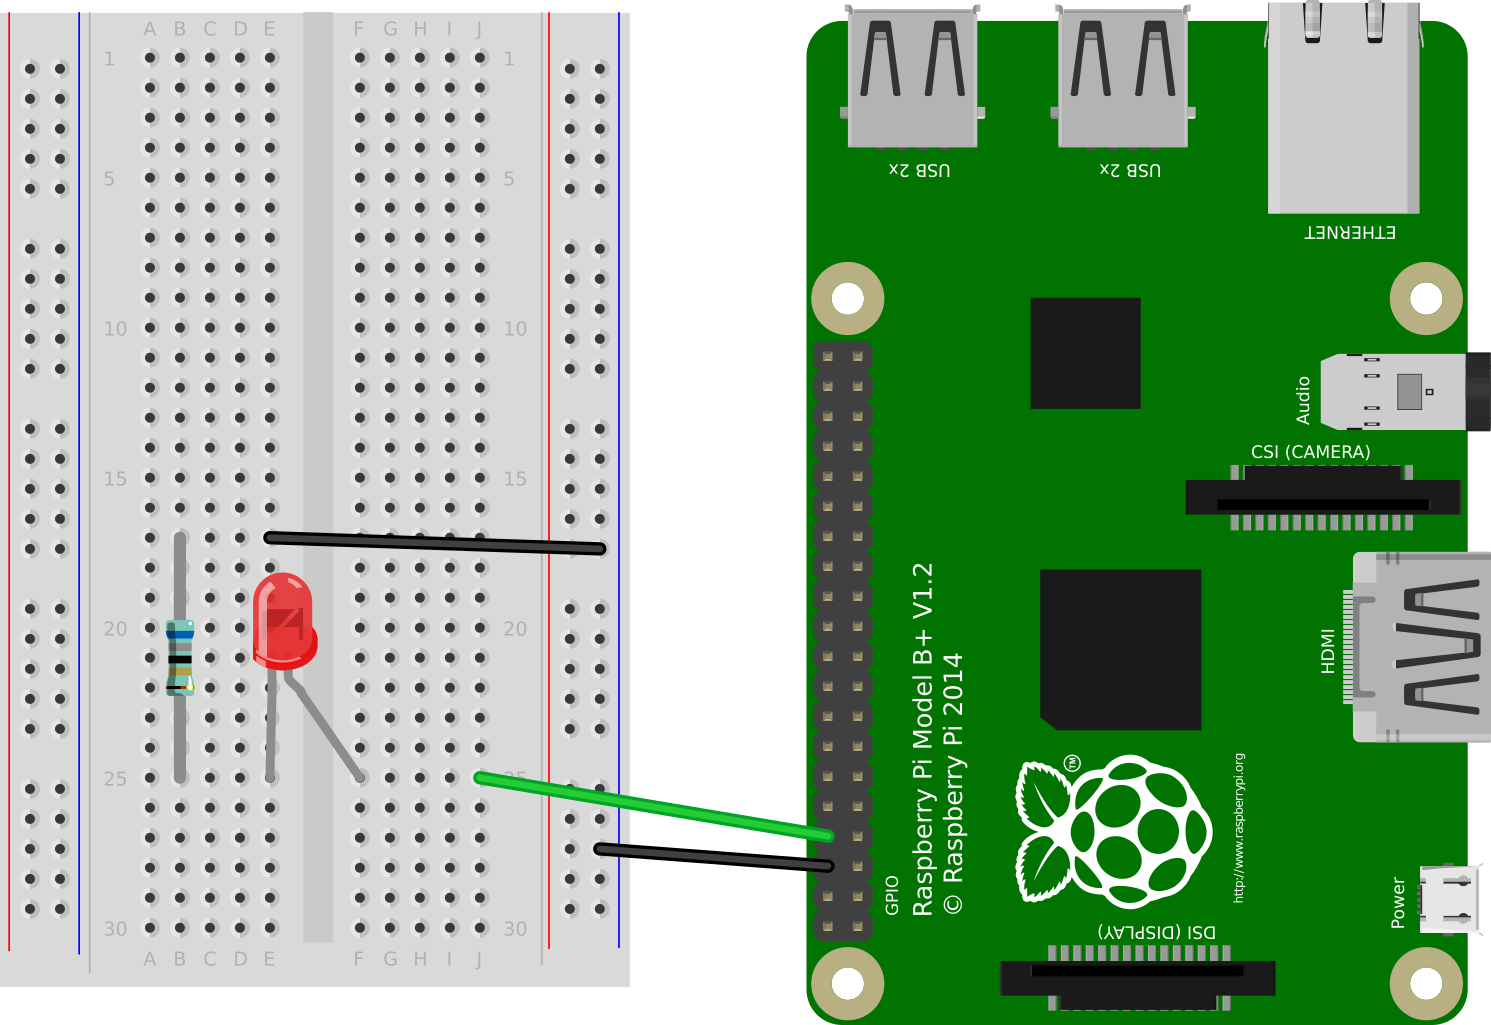 A B C D E F G H I J
1 1
5 5
10 10
15 15
20 20
25 25
30 30
A B C D E F G H I J
USB 2x
USB 2x
ETHERNET
Audio
CSI (CAMERA)
HDMI
Raspberry Pi Model B+ V1.2
© Raspberry Pi 2014
GPIO
TM
http://www.raspberrypi.org
Power
DSI (DISPLAY)